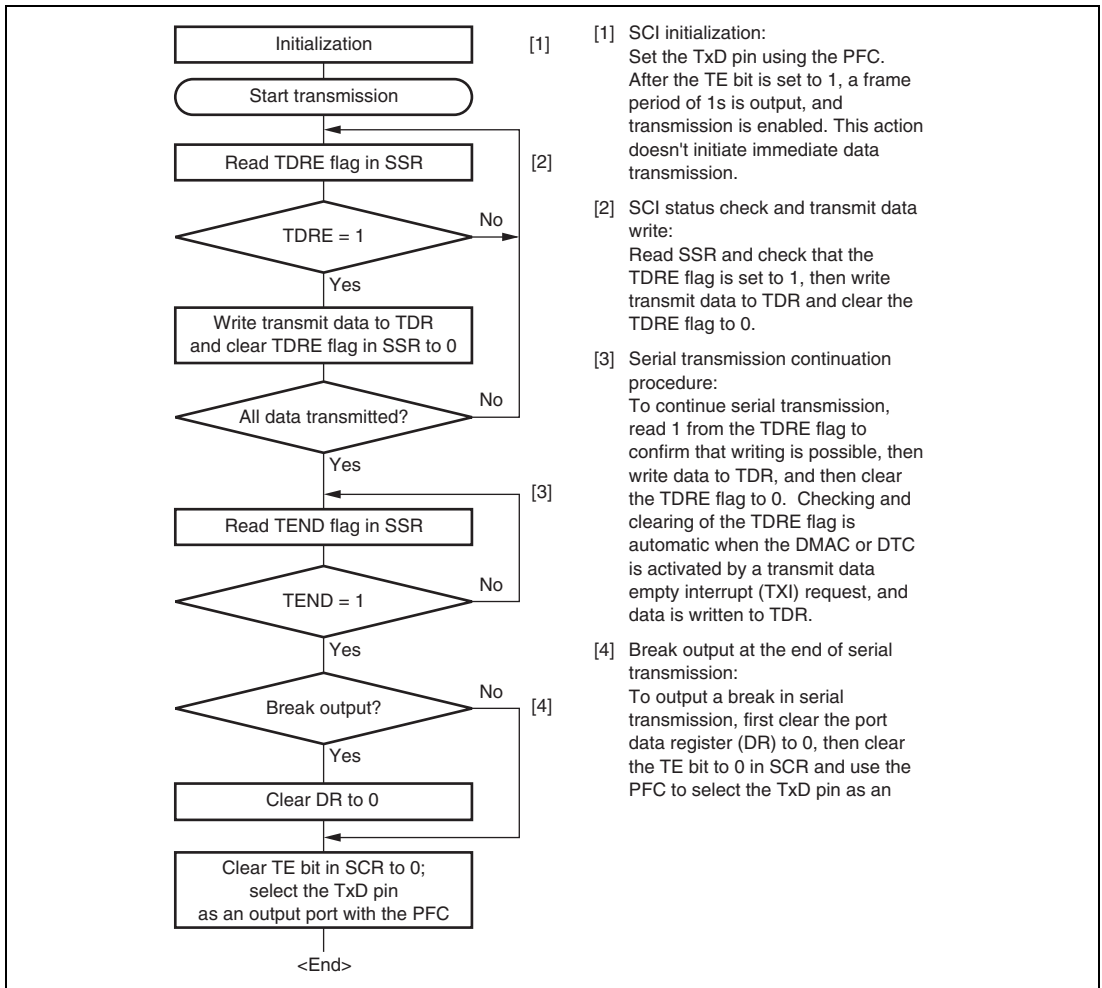 Initialization
[1]
Start transmission
Read TDRE flag in SSR
[2]
TDRE = 1
No
Yes
Write transmit data to TDR
and clear TDRE flag in SSR to 0
All data transmitted?
No
Yes
[3]
Read TEND flag in SSR
TEND = 1
No
Yes
Break output?
No
[4]
Yes
Clear DR to 0
Clear TE bit in SCR to 0;
select the TxD pin
as an output port with the PFC
<End>
[1] SCI initialization:
Set the TxD pin using the PFC.
After the TE bit is set to 1, a frame
period of 1s is output, and
transmission is enabled. This action
doesn't initiate immediate data
transmission.
[2] SCI status check and transmit data
write:
Read SSR and check that the
TDRE flag is set to 1, then write
transmit data to TDR and clear the
TDRE flag to 0.
[3] Serial transmission continuation
procedure:
To continue serial transmission,
read 1 from the TDRE flag to
confirm that writing is possible, then
write data to TDR, and then clear
the TDRE flag to 0. Checking and
clearing of the TDRE flag is
automatic when the DMAC or DTC
is activated by a transmit data
empty interrupt (TXI) request, and
data is written to TDR.
[4] Break output at the end of serial
transmission:
To output a break in serial
transmission, first clear the port
data register (DR) to 0, then clear
the TE bit to 0 in SCR and use the
PFC to select the TxD pin as an